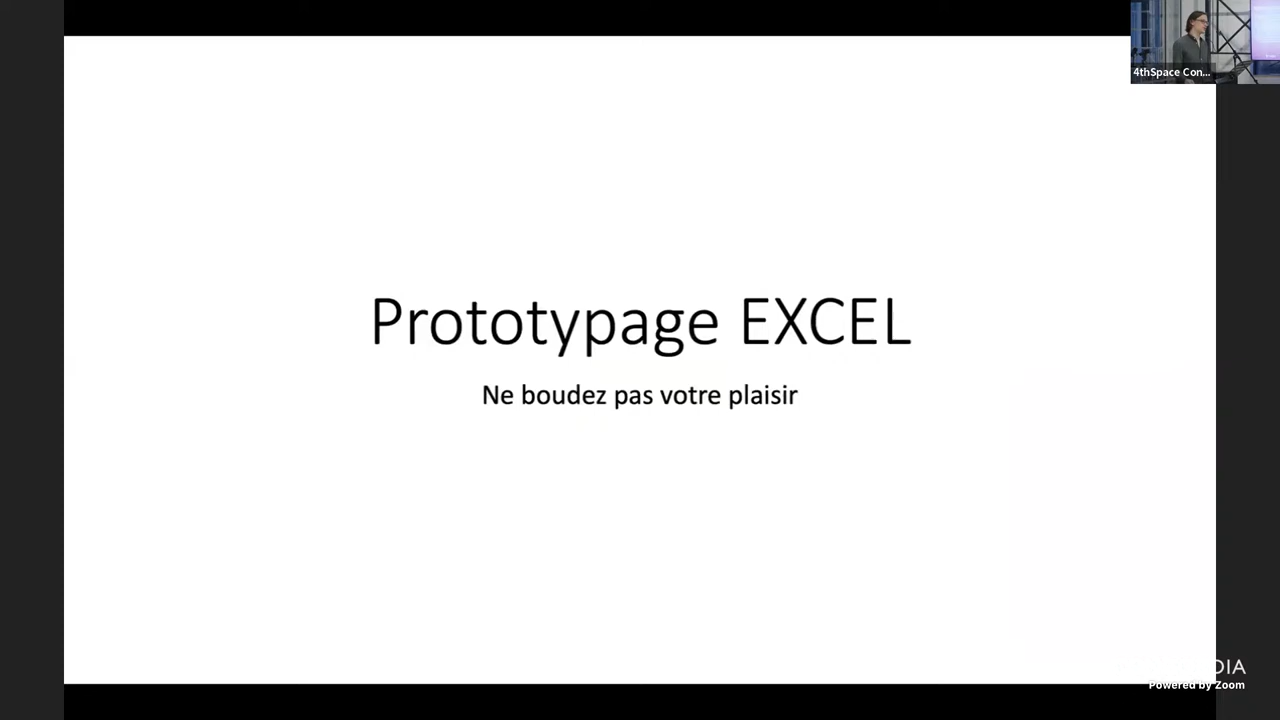 4thSpace Con...
Prototypage EXCEL
Ne boudez pas votre plaisir
Powered by Zoom